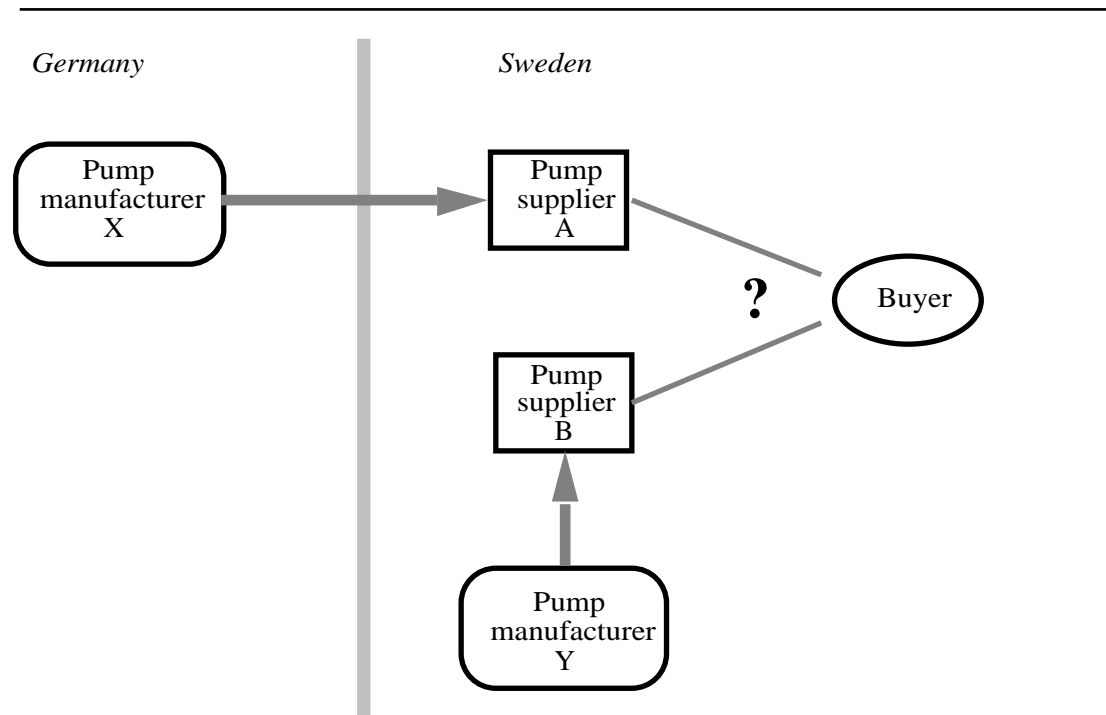 Germany
Sweden
Pump
manufacturer
X
Pump
supplier
A
?
Buyer
Pump
supplier
B
Pump
manufacturer
Y